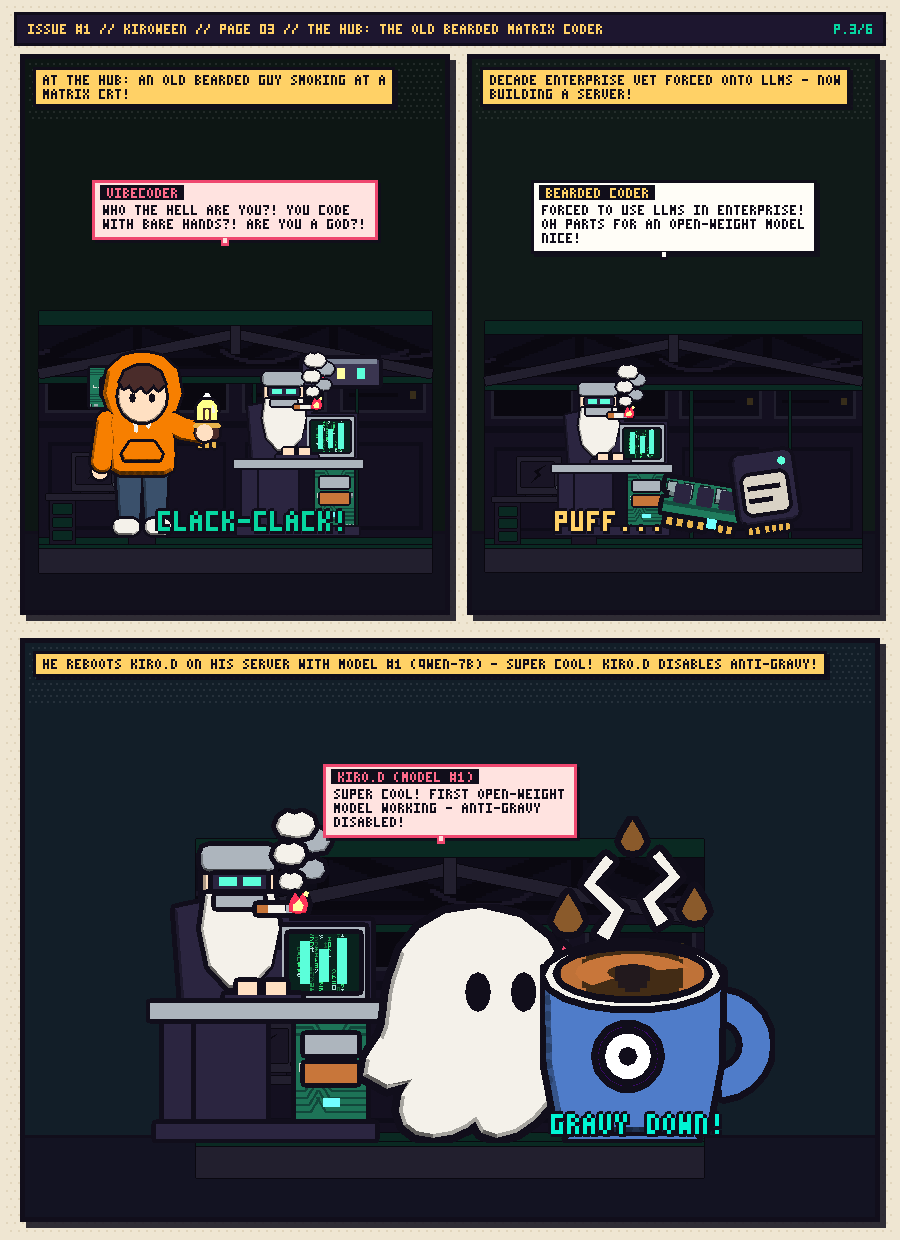 ISSUE #1 // KIROWEEN // PAGE 03 // THE HUB: THE OLD BEARDED MATRIX CODER
P.3/6
AT THE HUB: AN OLD BEARDED GUY SMOKING AT A
MATRIX CRT!
VIBECODER
WHO THE HELL ARE YOU?! YOU CODE
WITH BARE HANDS?! ARE YOU A GOD?!
CLACK-CLACK!
DECADE ENTERPRISE VET FORCED ONTO LLMS - NOW
BUILDING A SERVER!
BEARDED CODER
FORCED TO USE LLMS IN ENTERPRISE!
OH PARTS FOR AN OPEN-WEIGHT MODEL
NICE!
PUFF...
HE REBOOTS KIRO.D ON HIS SERVER WITH MODEL #1 (QWEN-7B) - SUPER COOL! KIRO.D DISABLES ANTI-GRAVY!
KIRO.D (MODEL #1)
SUPER COOL! FIRST OPEN-WEIGHT
MODEL WORKING - ANTI-GRAVY
DISABLED!
GRAVY DOWN!